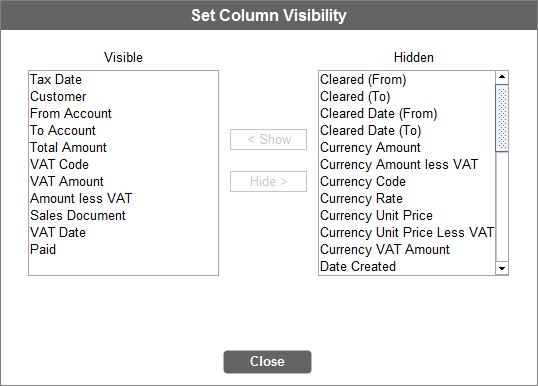 Set Column Visibility
Visible
Tax Date
Customer
From Account
To Account
Total Amount
VAT Code
VAT Amount
Amount less VAT
Sales Document
VAT Date
Paid
< Show
Hide >
Hidden
Cleared (From)
Cleared (To)
Cleared Date (From)
Cleared Date (To)
Currency Amount
Currency Amount less VAT
Currency Code
Currency Rate
Currency Unit Price
Currency Unit Price Less VAT
Currency VAT Amount
Date Created
Close